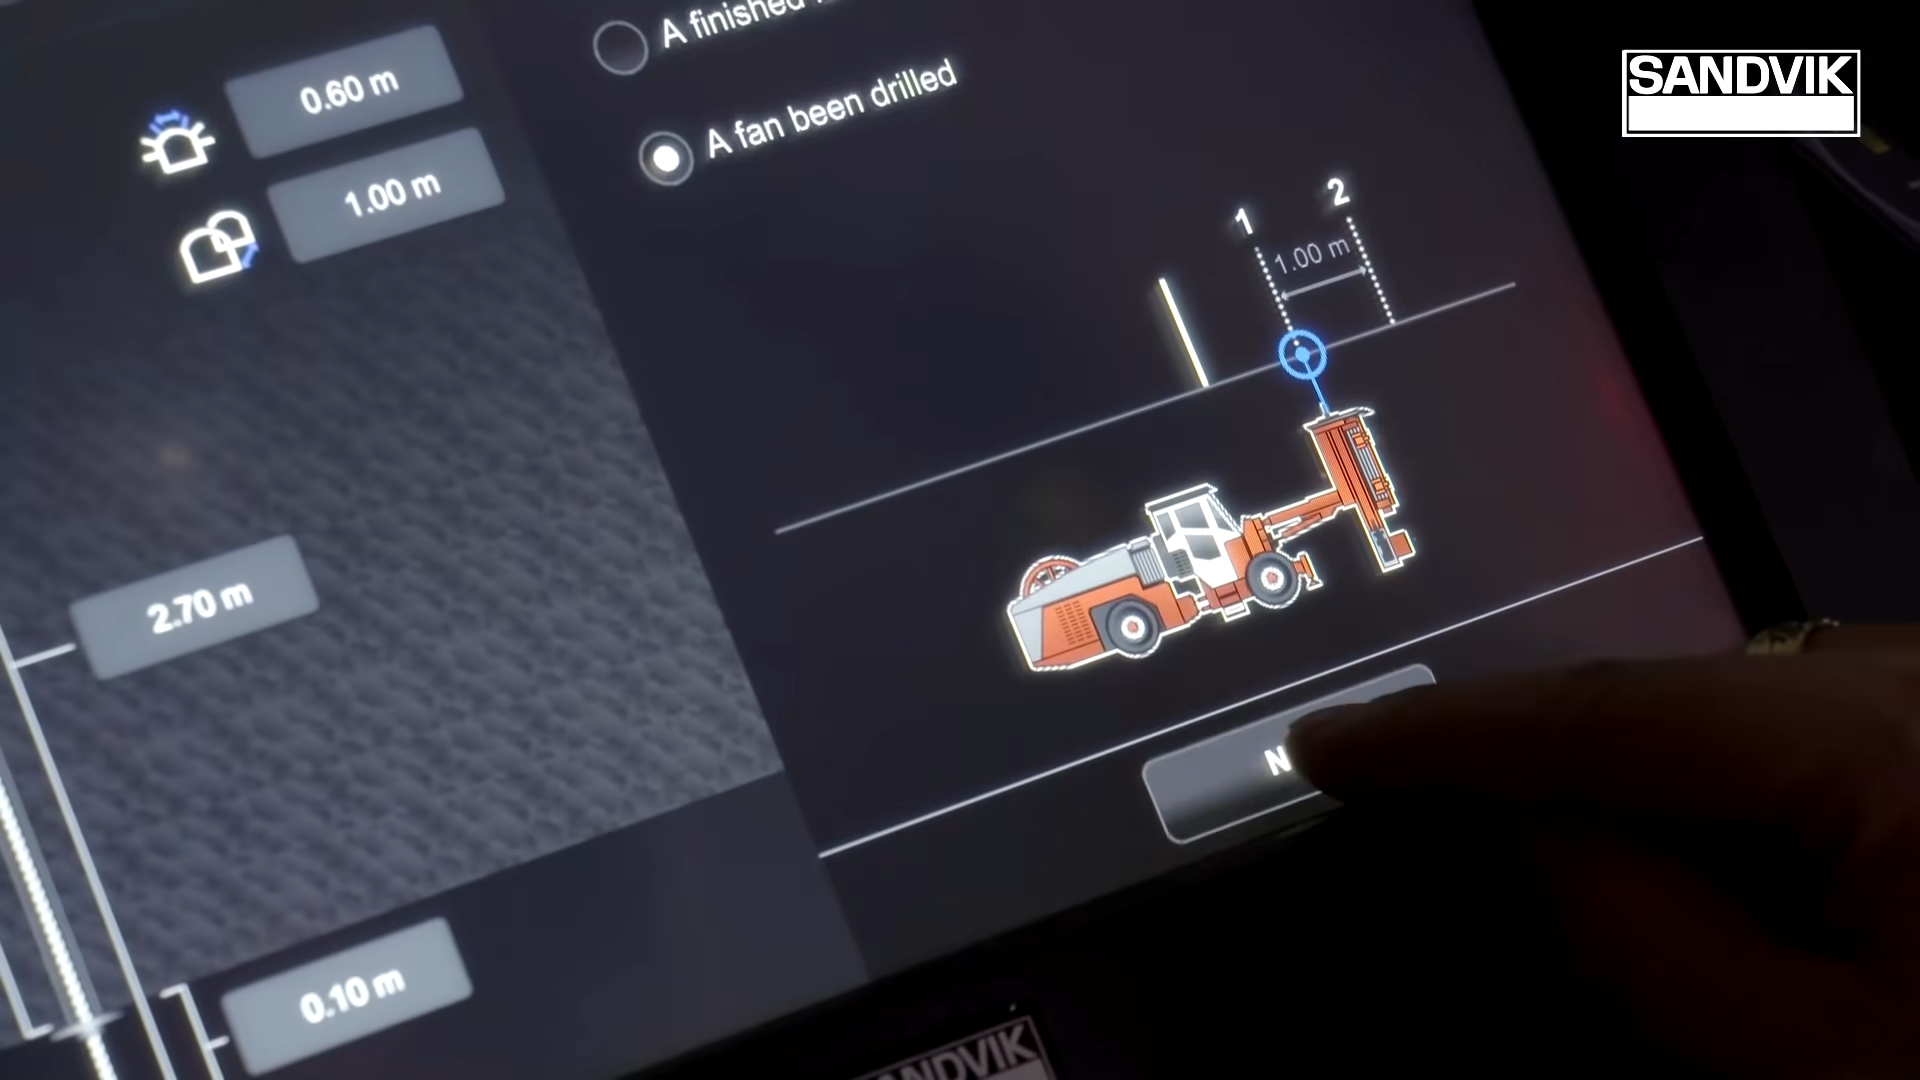 0.60 m
1.00 m
2.70 m
0.10 m
A finished
A fan been drilled
1
2
1.00 m
SANDVIK
SANDVIK